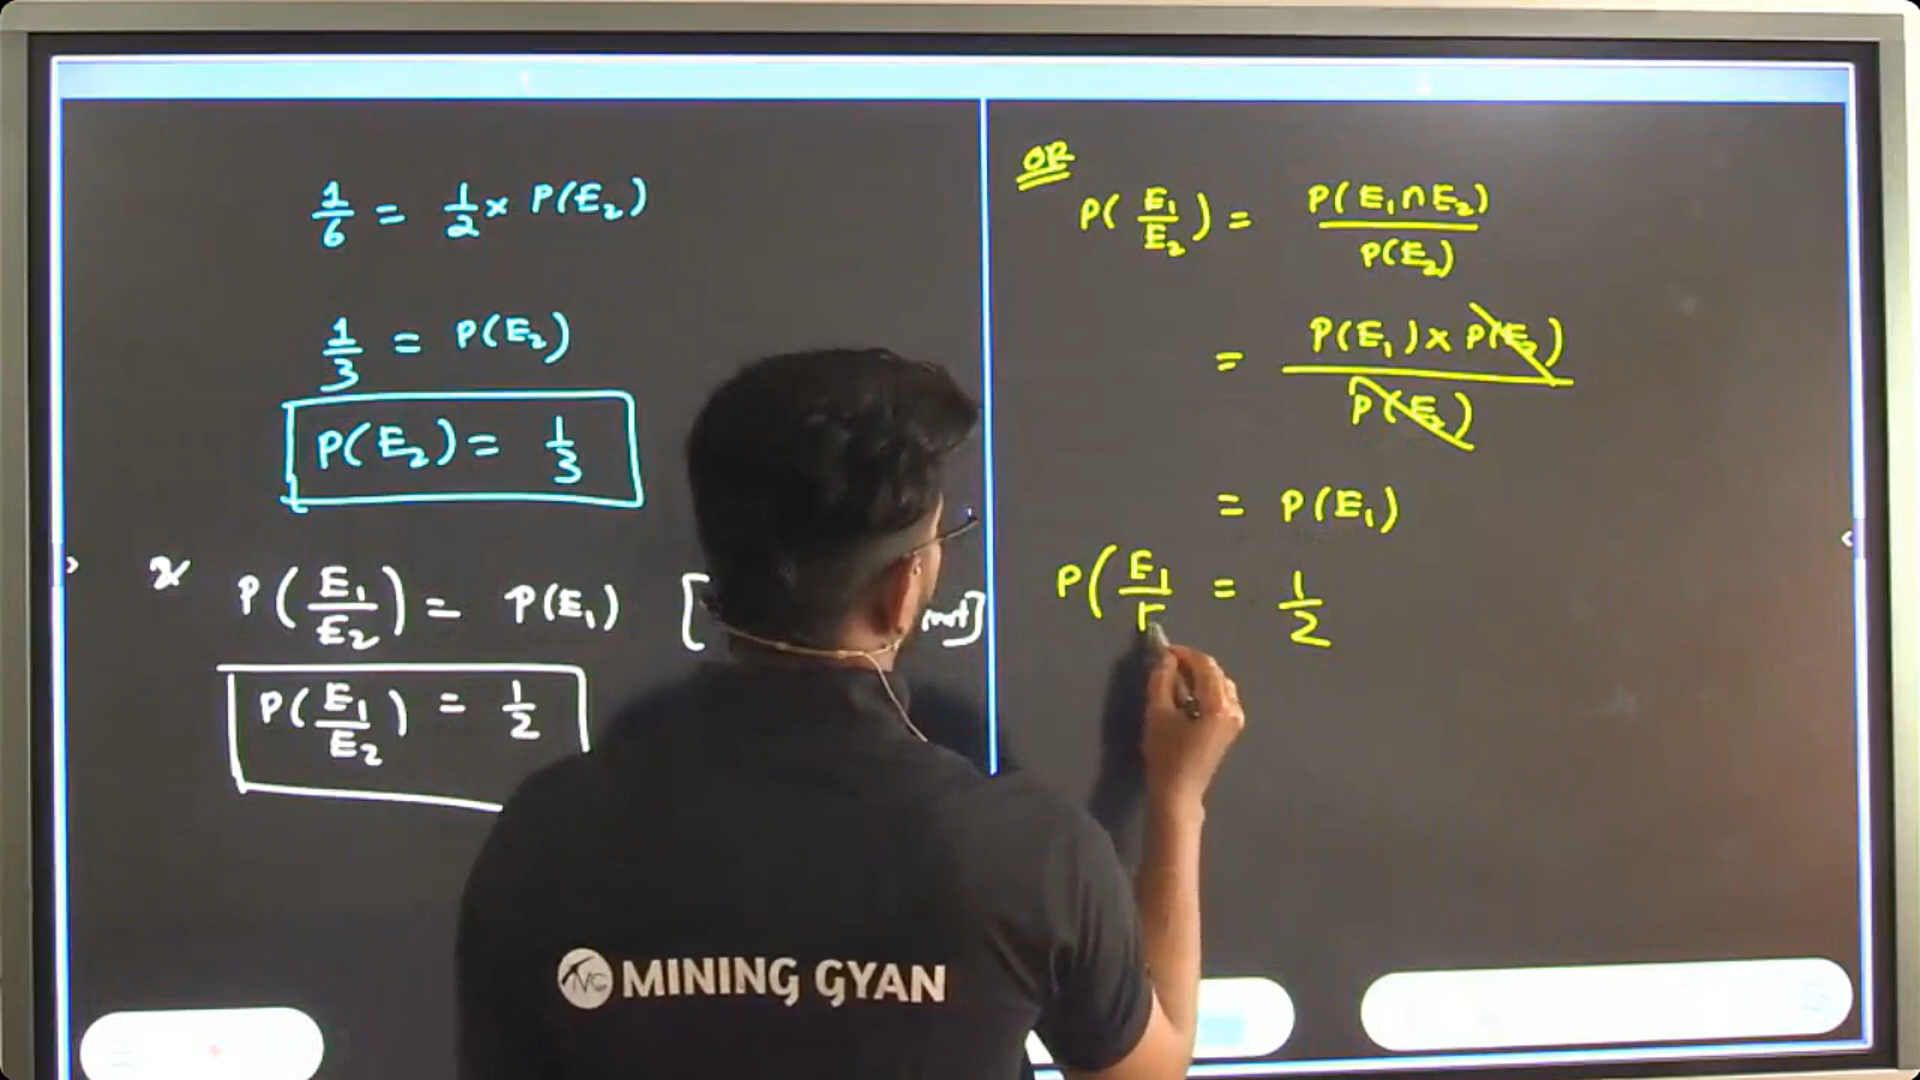 1/6 = 1/2 × P(E₂)
1/3 = P(E₂)
P(E₂) = 1/3
P(E₁/E₂) = P(E₁) [
P(E₁/E₂) = 1/2
OR
P(E₁/E₂) = P(E₁∩E₂)/P(E₂)
= P(E₁) × P(E₂)/P(E₂)
= P(E₁)
P(E₁/ = 1/2
MINING GYAN